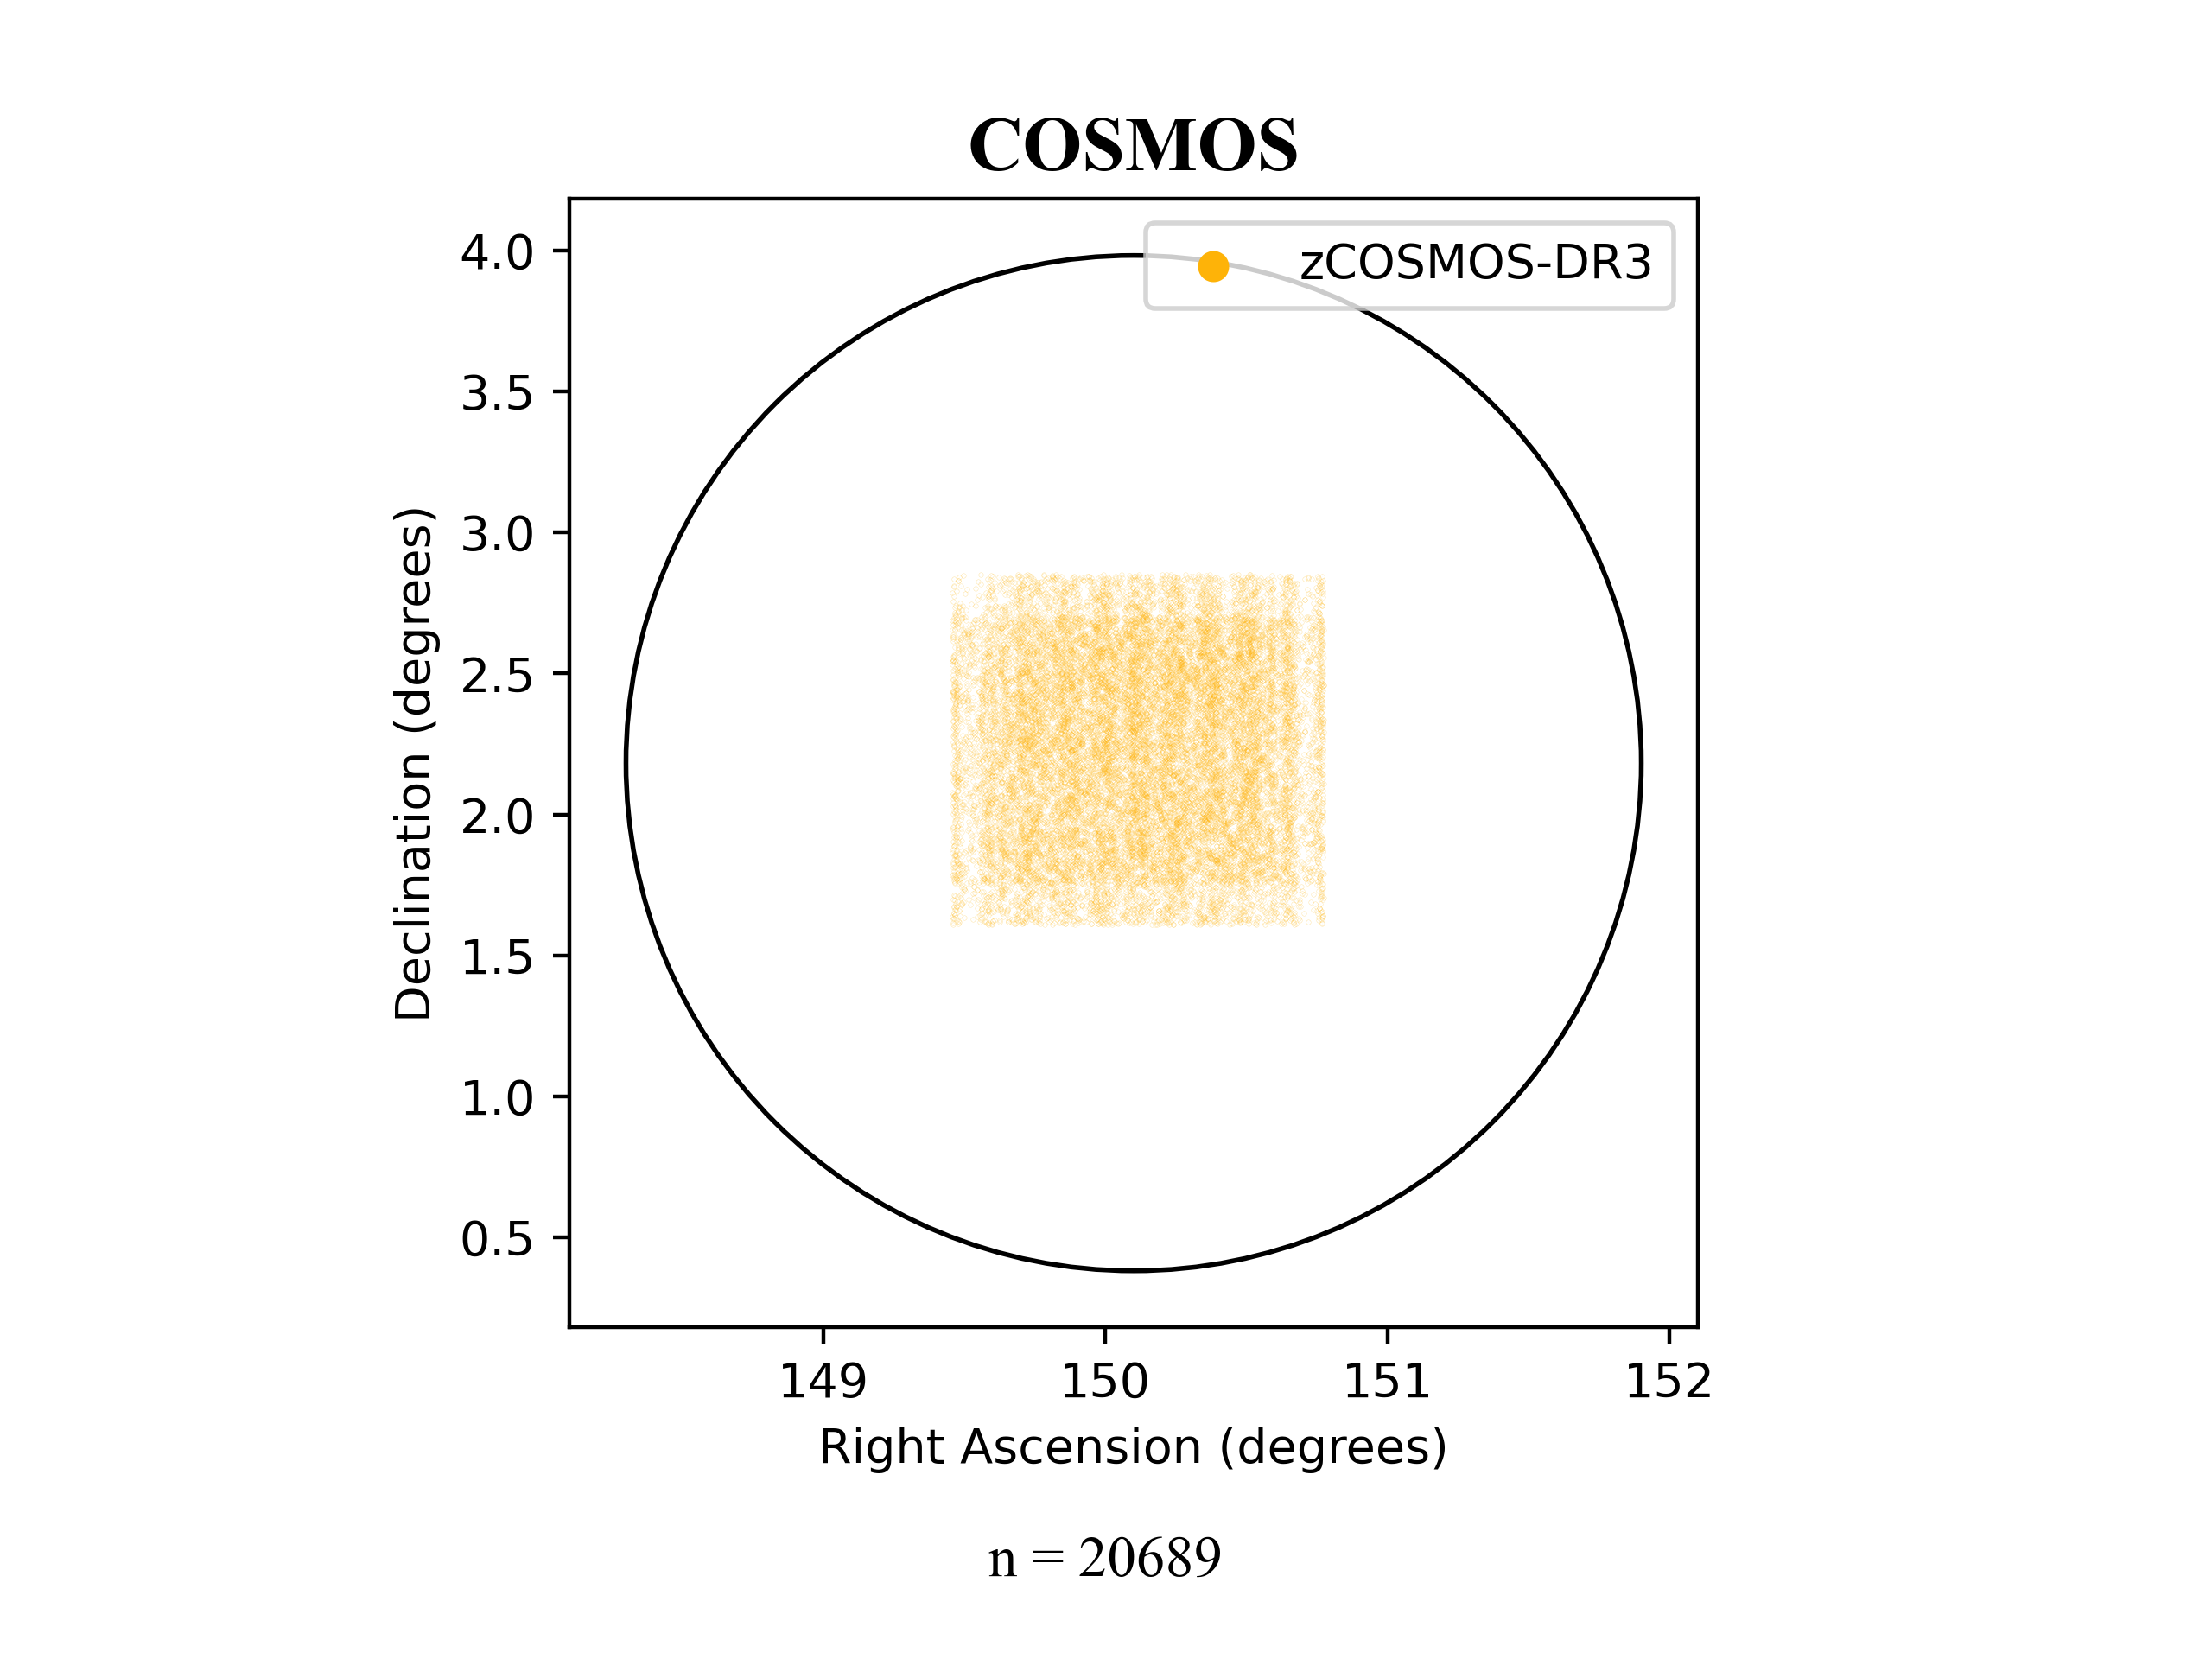 COSMOS
zCOSMOS-DR3
4.0
3.5
3.0
2.5
2.0
1.5
1.0
0.5
Declination (degrees)
149 150 151 152
Right Ascension (degrees)
n = 20689